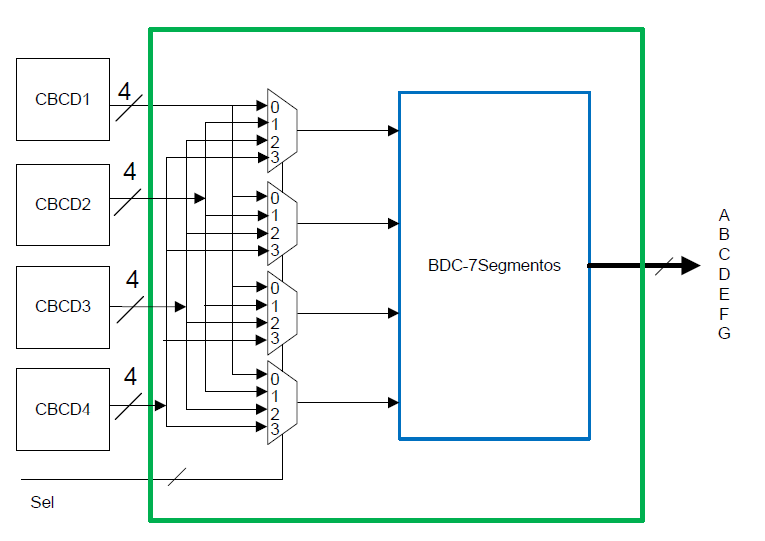 CBCD1
4
CBCD2
4
CBCD3
4
CBCD4
4
Sel
0
1
2
3
0
1
2
3
0
1
2
3
0
1
2
3
BDC-7Segmentos
A
B
C
D
E
F
G